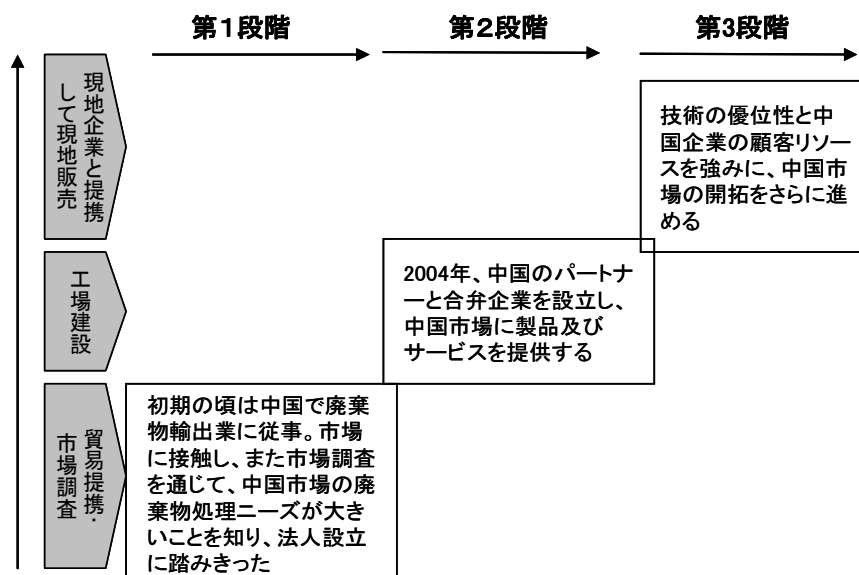 第１段階
第２段階
第3段階
現地企業と提携
して現地販売
技術の優位性と中
国企業の顧客リソー
スを強みに、中国市
場の開拓をさらに進
める
工場建設
2004年、中国のパートナ
ーと合弁企業を設立し、
中国市場に製品及び
サービスを提供する
貿易提携・
市場調査
初期の頃は中国で廃棄
物輸出業に従事。市場
に接触し、また市場調査
を通じて、中国市場の廃
棄物処理ニーズが大き
いことを知り、法人設立
に踏みきった